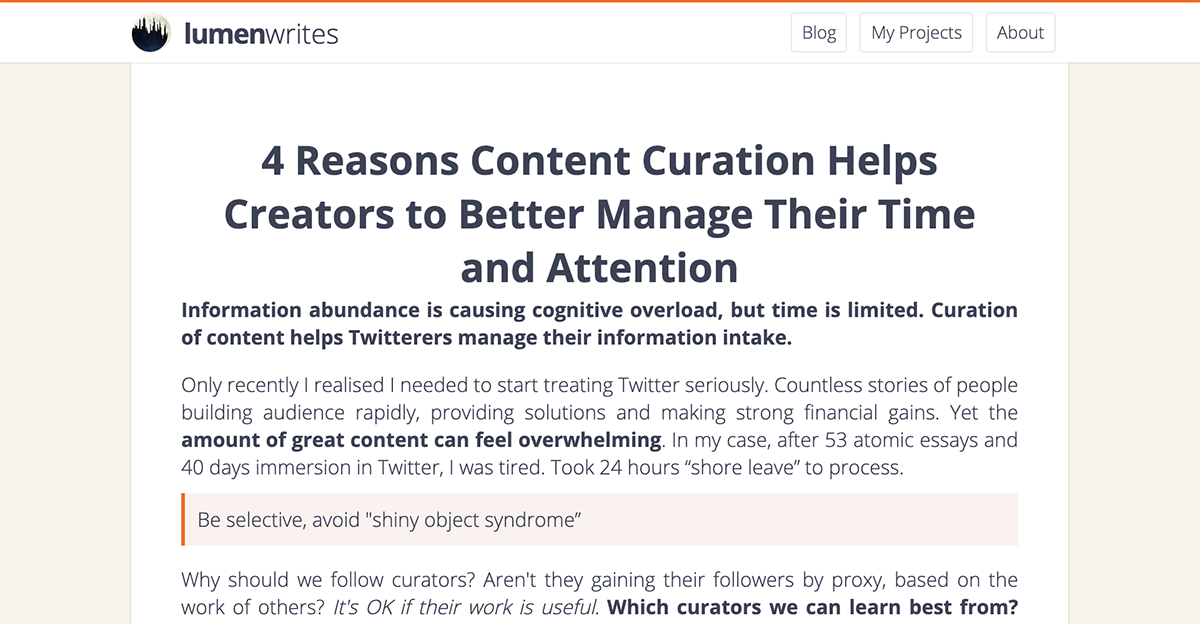 lumenwrites
Blog My Projects About
4 Reasons Content Curation Helps
Creators to Better Manage Their Time
and Attention
Information abundance is causing cognitive overload, but time is limited. Curation
of content helps Twitterers manage their information intake.
Only recently I realised I needed to start treating Twitter seriously. Countless stories of people
building audience rapidly, providing solutions and making strong financial gains. Yet the
amount of great content can feel overwhelming. In my case, after 53 atomic essays and
40 days immersion in Twitter, I was tired. Took 24 hours “shore leave” to process.
Be selective, avoid "shiny object syndrome”
Why should we follow curators? Aren't they gaining their followers by proxy, based on the
work of others? It's OK if their work is useful. Which curators we can learn best from?